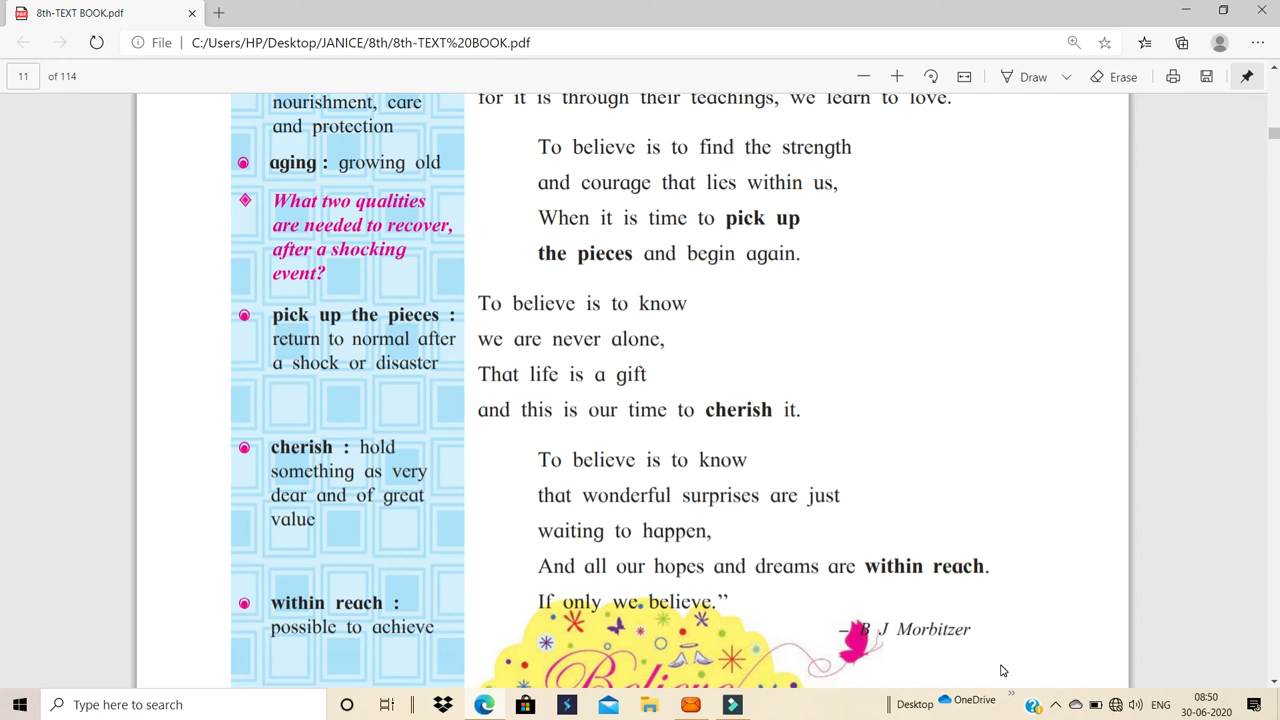 8th-TEXT BOOK.pdf
File C:/Users/HP/Desktop/JANICE/8th/8th-TEXT%20BOOK.pdf
11 of 114
Draw
Erase
nourishment, care
and protection
aging : growing old
What two qualities
are needed to recover,
after a shocking
event?
pick up the pieces :
return to normal after
a shock or disaster
cherish : hold
something as very
dear and of great
value
within reach :
possible to achieve
for it is through their teachings, we learn to love.
To believe is to find the strength
and courage that lies within us,
When it is time to pick up
the pieces and begin again.
To believe is to know
we are never alone,
That life is a gift
and this is our time to cherish it.
To believe is to know
that wonderful surprises are just
waiting to happen,
And all our hopes and dreams are within reach.
If only we believe.”
– B J Morbitzer
Believe
Type here to search
Desktop
OneDrive
ENG
08:50
30-06-2020